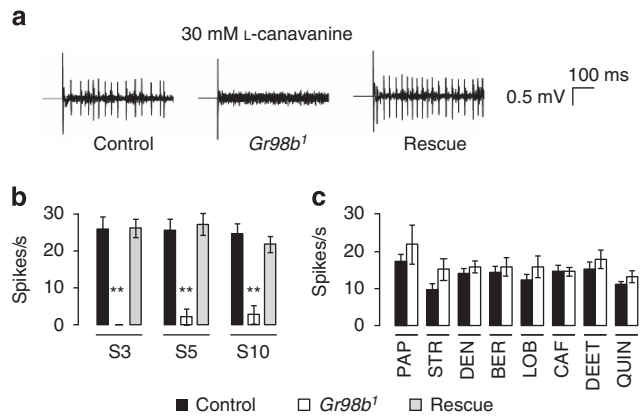 a
30 mM L-canavanine
100 ms
0.5 mV
Control
Gr98b¹
Rescue
b
Spikes/s
30
20
10
0
** ** **
S3 S5 S10
c
Spikes/s
30
20
10
0
PAP STR DEN BER LOB CAF DEET QUIN
Control Gr98b¹ Rescue